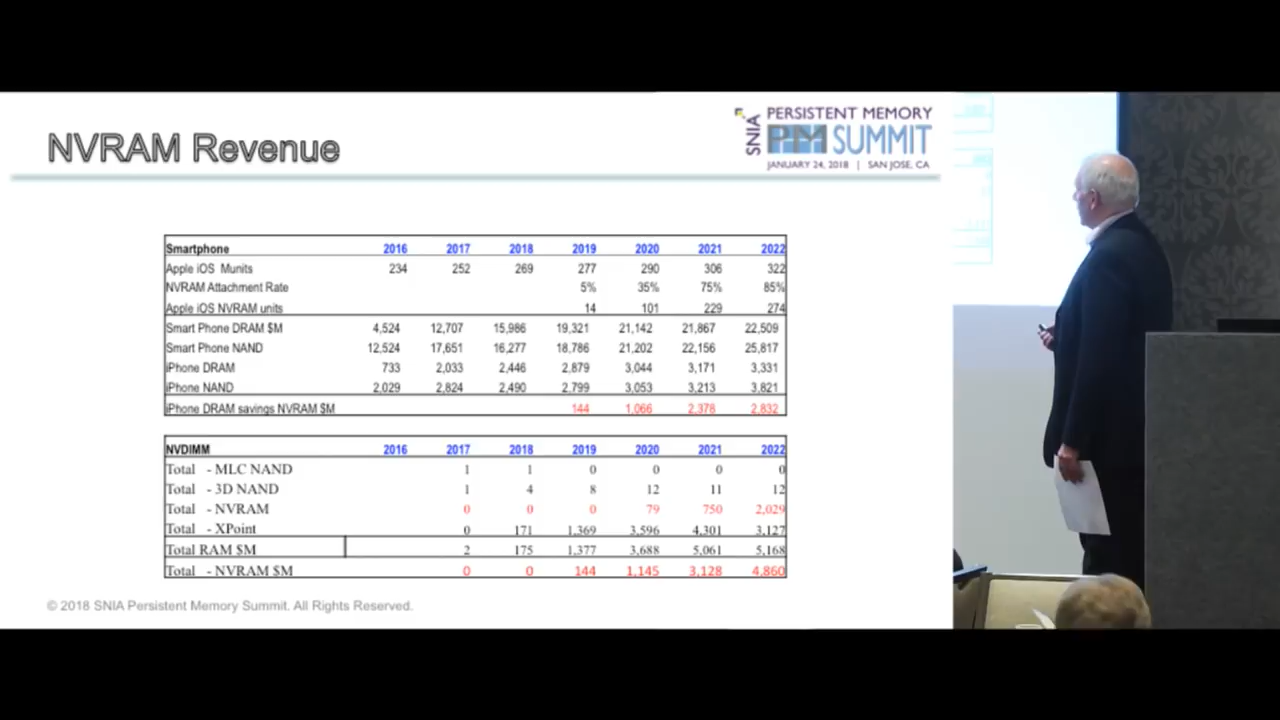 NVRAM Revenue
SNIA
PERSISTENT MEMORY
PM SUMMIT
JANUARY 24, 2018 | SAN JOSE, CA
Smartphone 2016 2017 2018 2019 2020 2021 2022
Apple iOS Munits 234 252 269 277 290 306 322
NVRAM Attachment Rate 5% 35% 75% 85%
Apple iOS NVRAM units 14 101 229 274
Smart Phone DRAM $M 4,524 12,707 15,986 19,321 21,142 21,867 22,509
Smart Phone NAND 12,524 17,651 16,277 18,786 21,202 22,156 25,817
iPhone DRAM 733 2,033 2,446 2,879 3,044 3,171 3,331
iPhone NAND 2,029 2,824 2,490 2,799 3,053 3,213 3,821
iPhone DRAM savings NVRAM $M 144 1,066 2,378 2,832
NVDIMM 2016 2017 2018 2019 2020 2021 2022
Total - MLC NAND 1 1 0 0 0 0
Total - 3D NAND 1 4 8 12 11 12
Total - NVRAM 0 0 0 79 750 2,029
Total - XPoint 0 171 1,369 3,596 4,301 3,127
Total RAM $M 2 175 1,377 3,688 5,061 5,168
Total - NVRAM $M 0 0 144 1,145 3,128 4,860
© 2018 SNIA Persistent Memory Summit. All Rights Reserved.